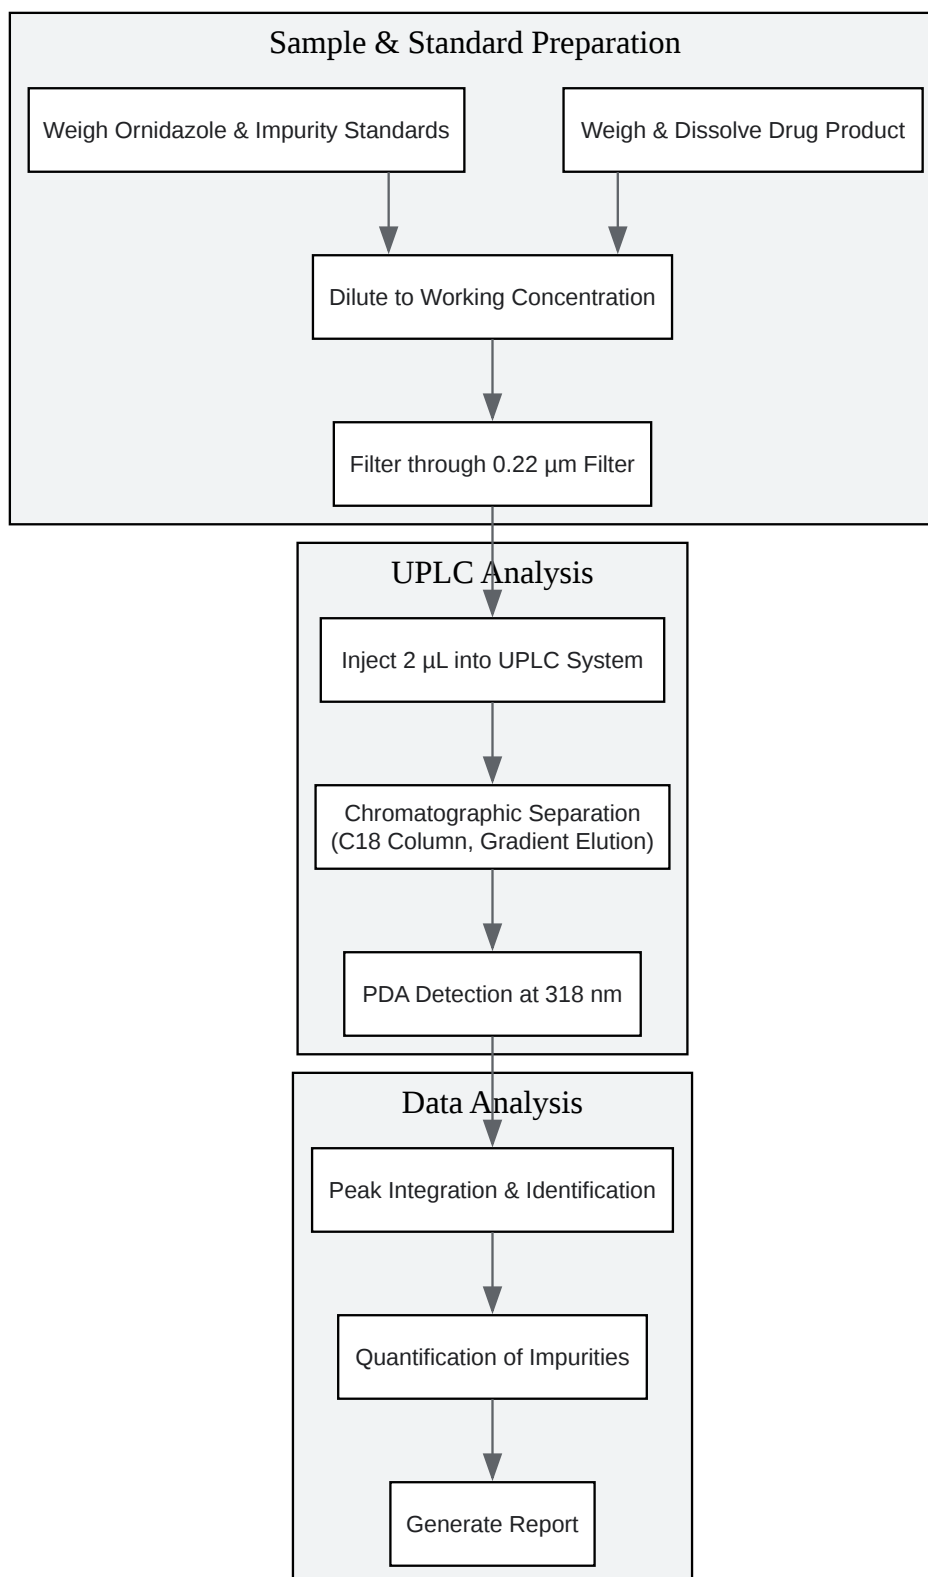 Sample & Standard Preparation
Weigh Ornidazole & Impurity Standards
Weigh & Dissolve Drug Product
Dilute to Working Concentration
Filter through 0.22 µm Filter
UPLC Analysis
Inject 2 µL into UPLC System
Chromatographic Separation
(C18 Column, Gradient Elution)
PDA Detection at 318 nm
Data Analysis
Peak Integration & Identification
Quantification of Impurities
Generate Report